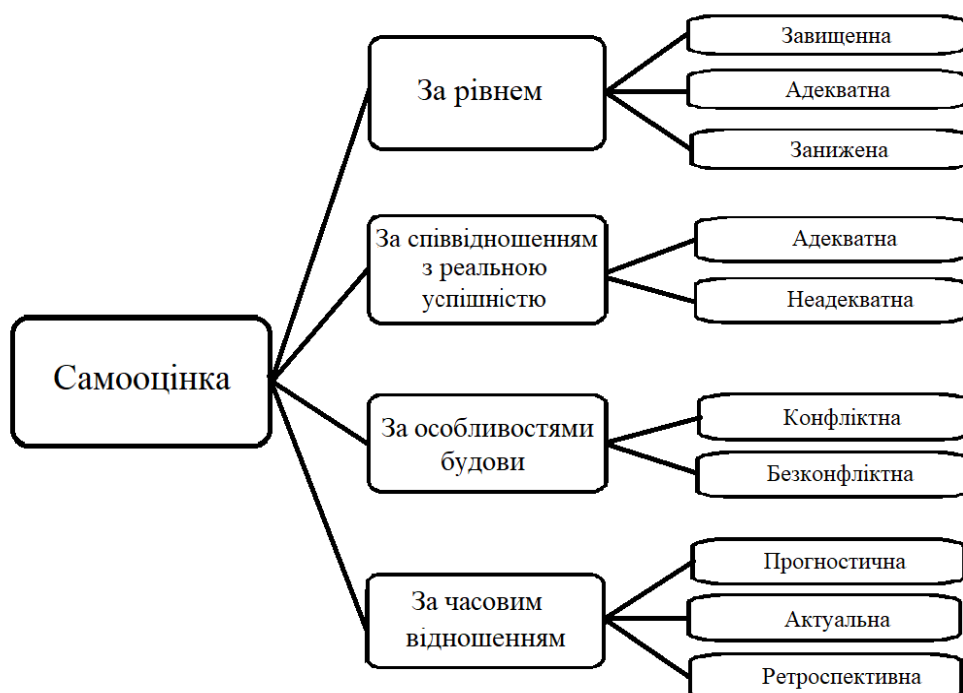 Самооцінка
За рівнем
Завищенна
Адекватна
Занижена
За співвідношенням
з реальною
успішністю
Адекватна
Неадекватна
За особливостями
будови
Конфліктна
Безконфліктна
За часовим
відношенням
Прогностична
Актуальна
Ретроспективна